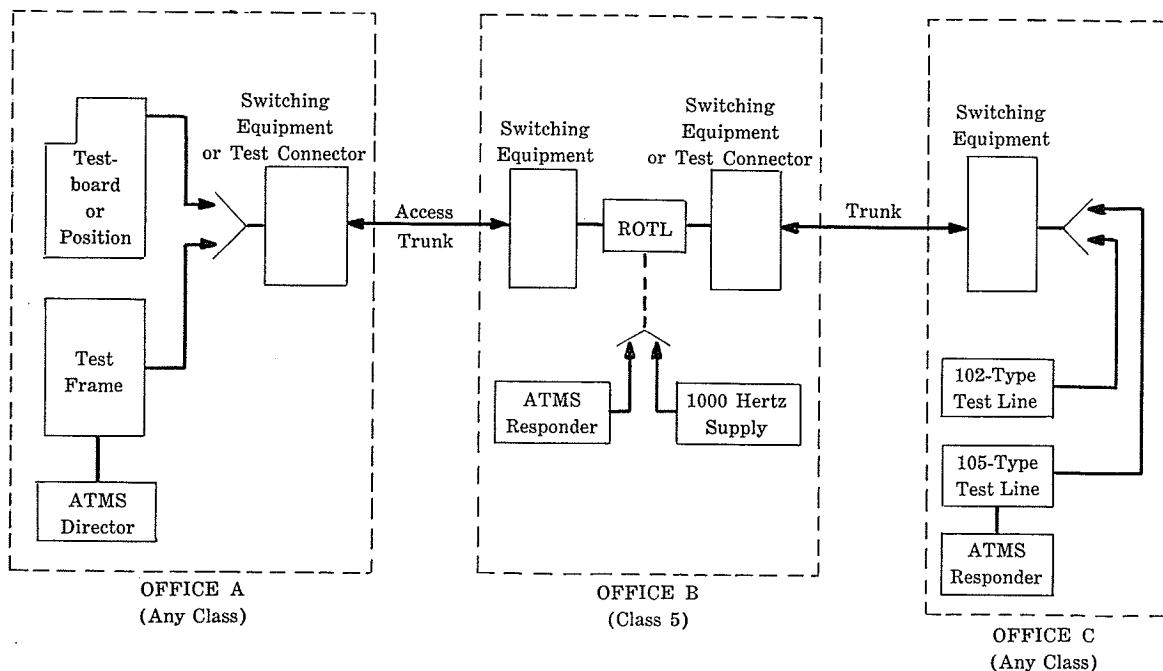 Switching
Equipment
or Test Connector
Test-
board
or
Position
Test
Frame
ATMS
Director
OFFICE A
(Any Class)
Access
Trunk
Switching
Equipment
Switching
Equipment
or Test Connector
ROTL
ATMS
Responder
1000 Hertz
Supply
OFFICE B
(Class 5)
Trunk
Switching
Equipment
102-Type
Test Line
105-Type
Test Line
ATMS
Responder
OFFICE C
(Any Class)